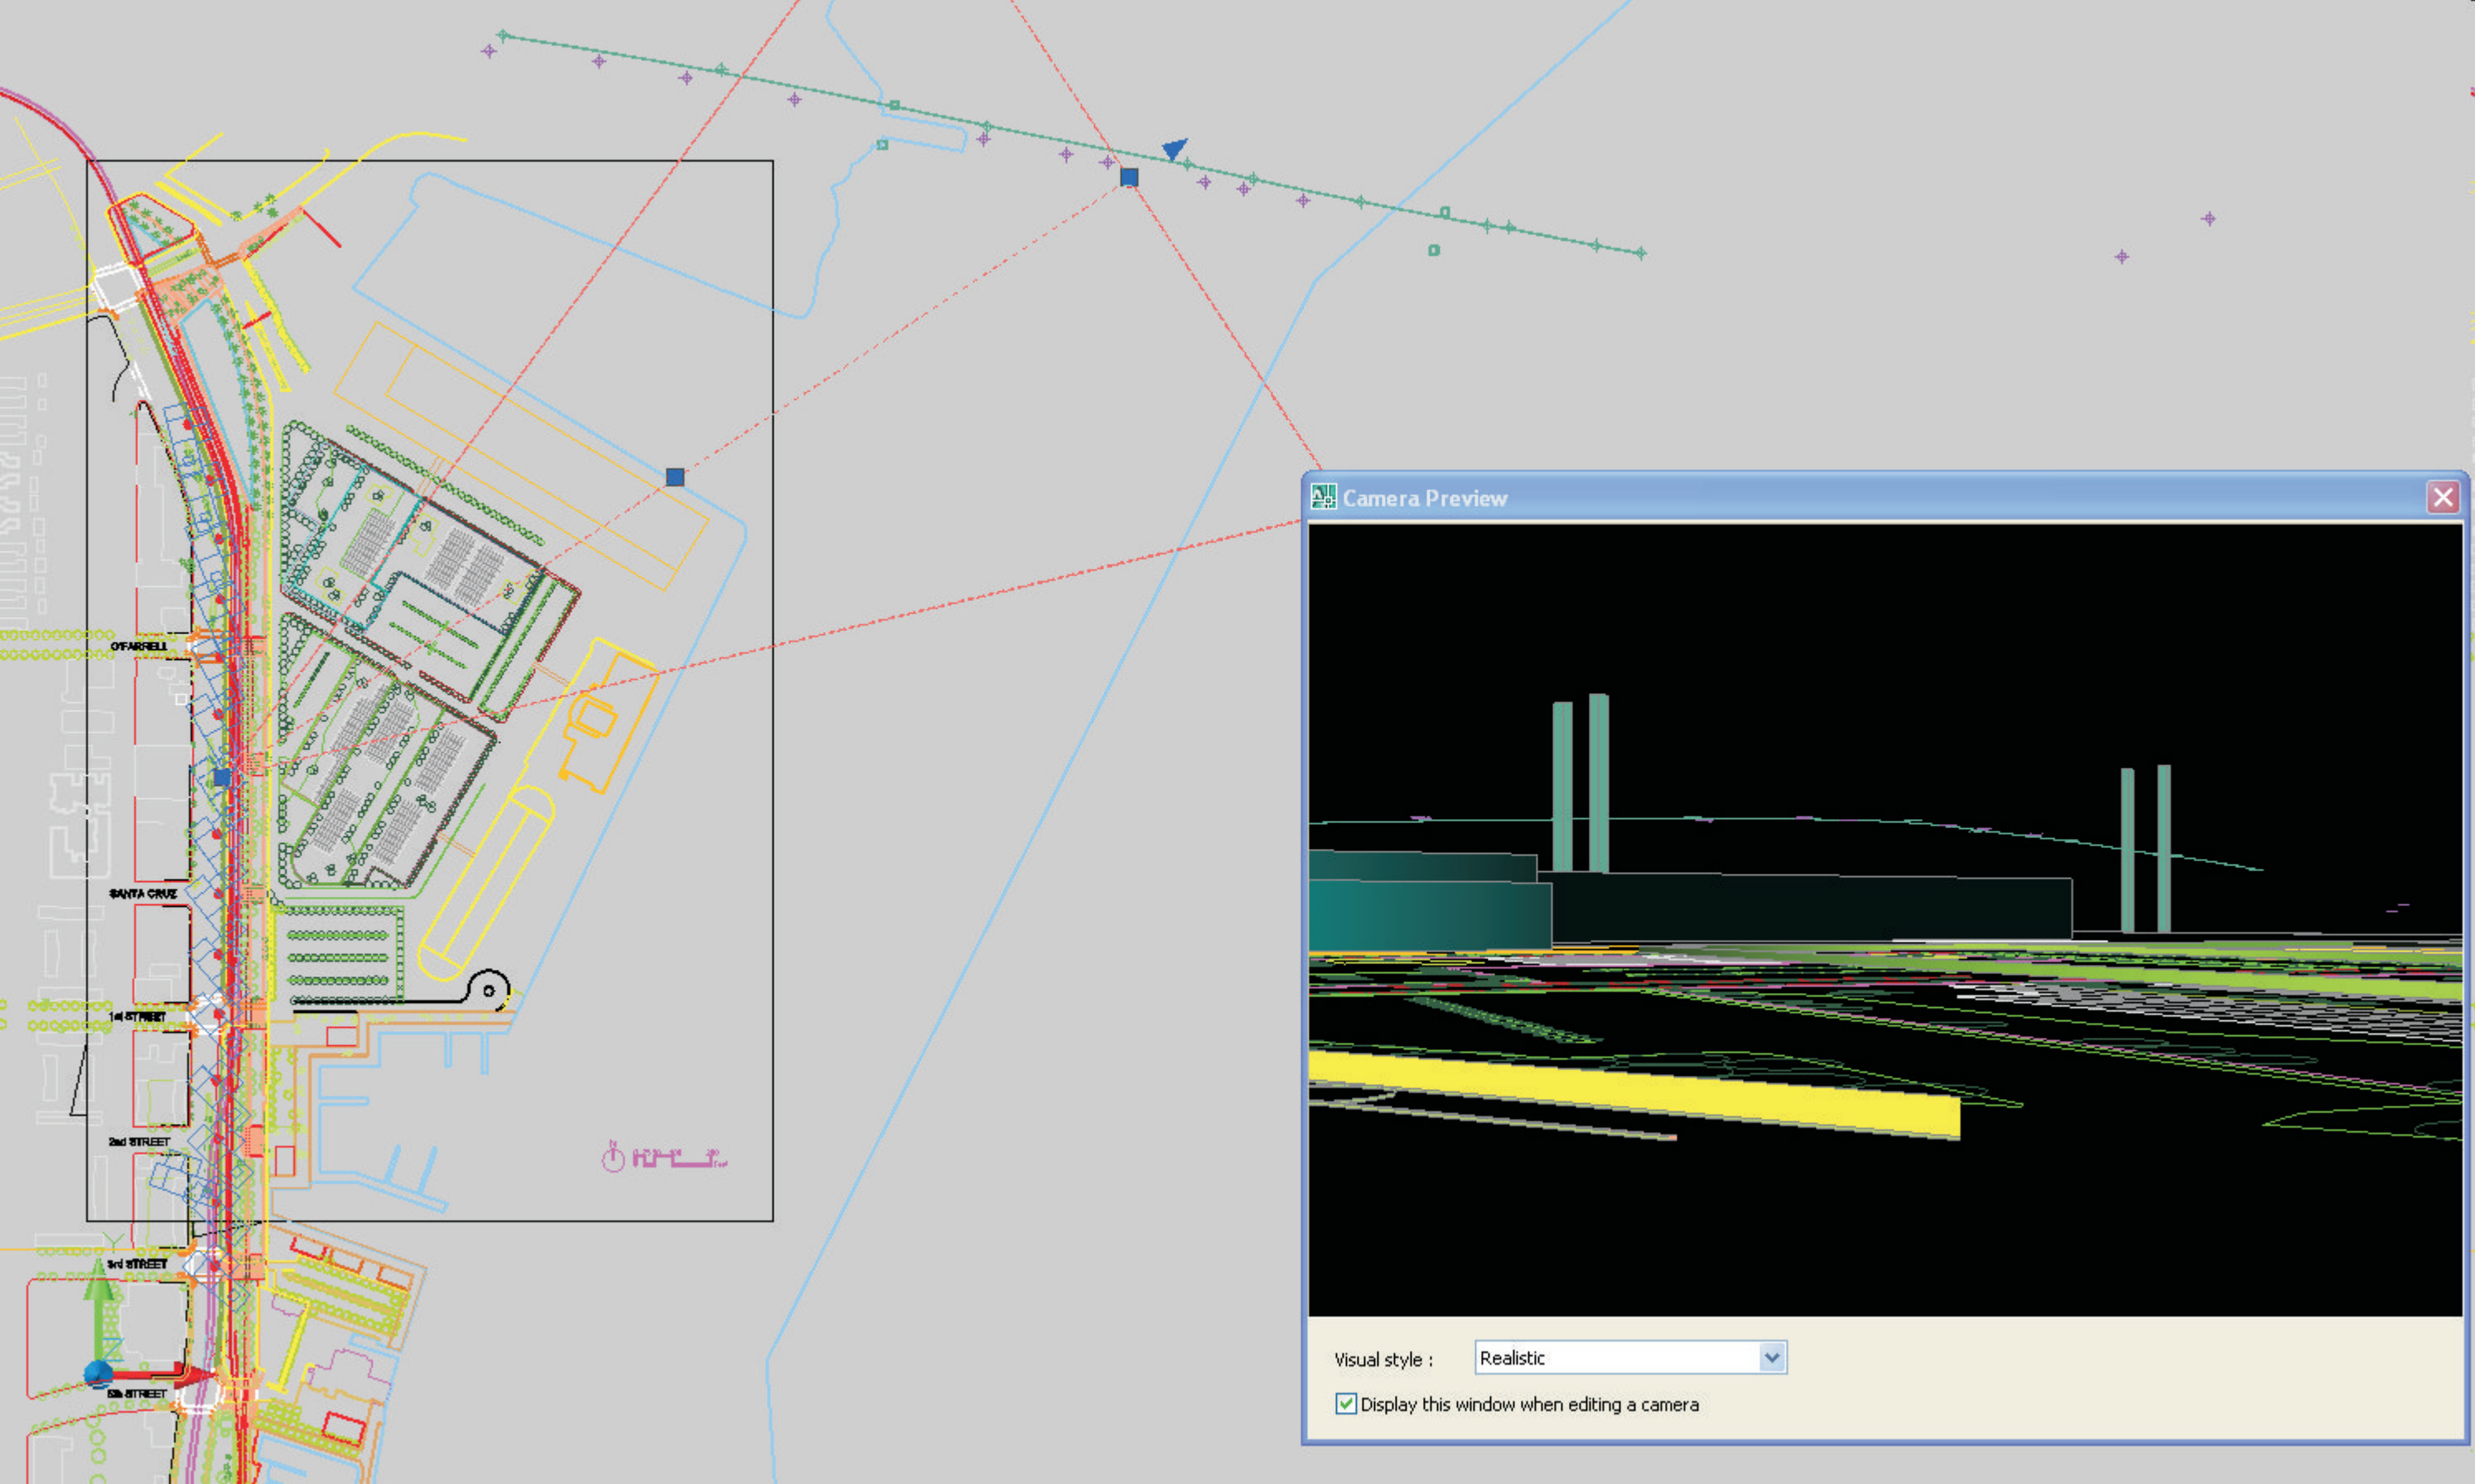 O'FARRELL
SANTA CRUZ
1st STREET
2nd STREET
3rd STREET
5th STREET
Y
Z
N
Camera Preview
Visual style :
Realistic
Display this window when editing a camera